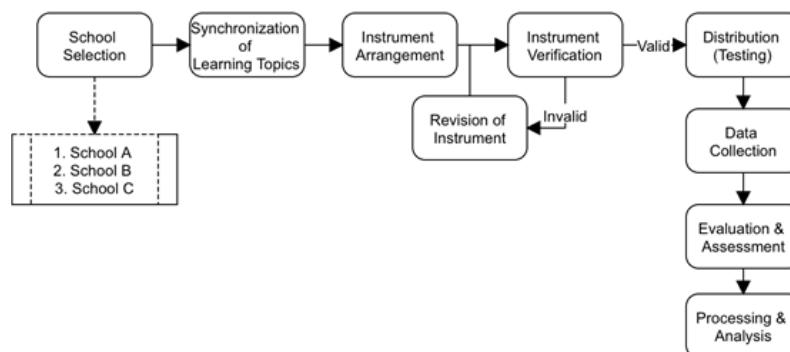 School
Selection
Synchronization
of
Learning Topics
Instrument
Arrangement
Instrument
Verification
Valid
Distribution
(Testing)
Invalid
Revision of
Instrument
1. School A
2. School B
3. School C
Data
Collection
Evaluation &
Assessment
Processing &
Analysis